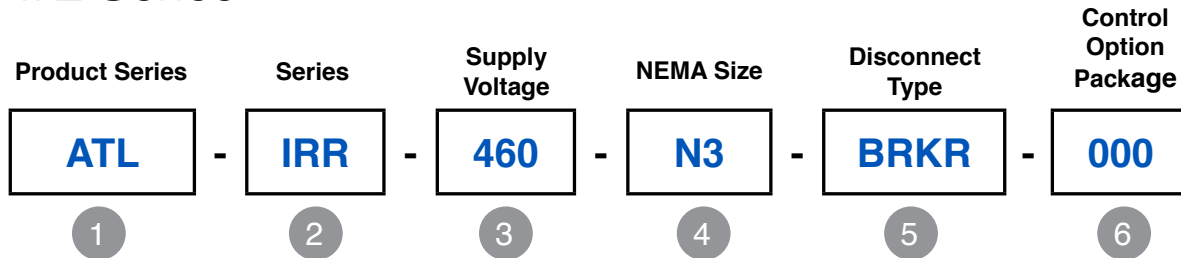 Product Series
Series
Supply
Voltage
NEMA Size
Disconnect
Type
Control
Option
Package
ATL - IRR - 460 - N3 - BRKR - 000
1 2 3 4 5 6